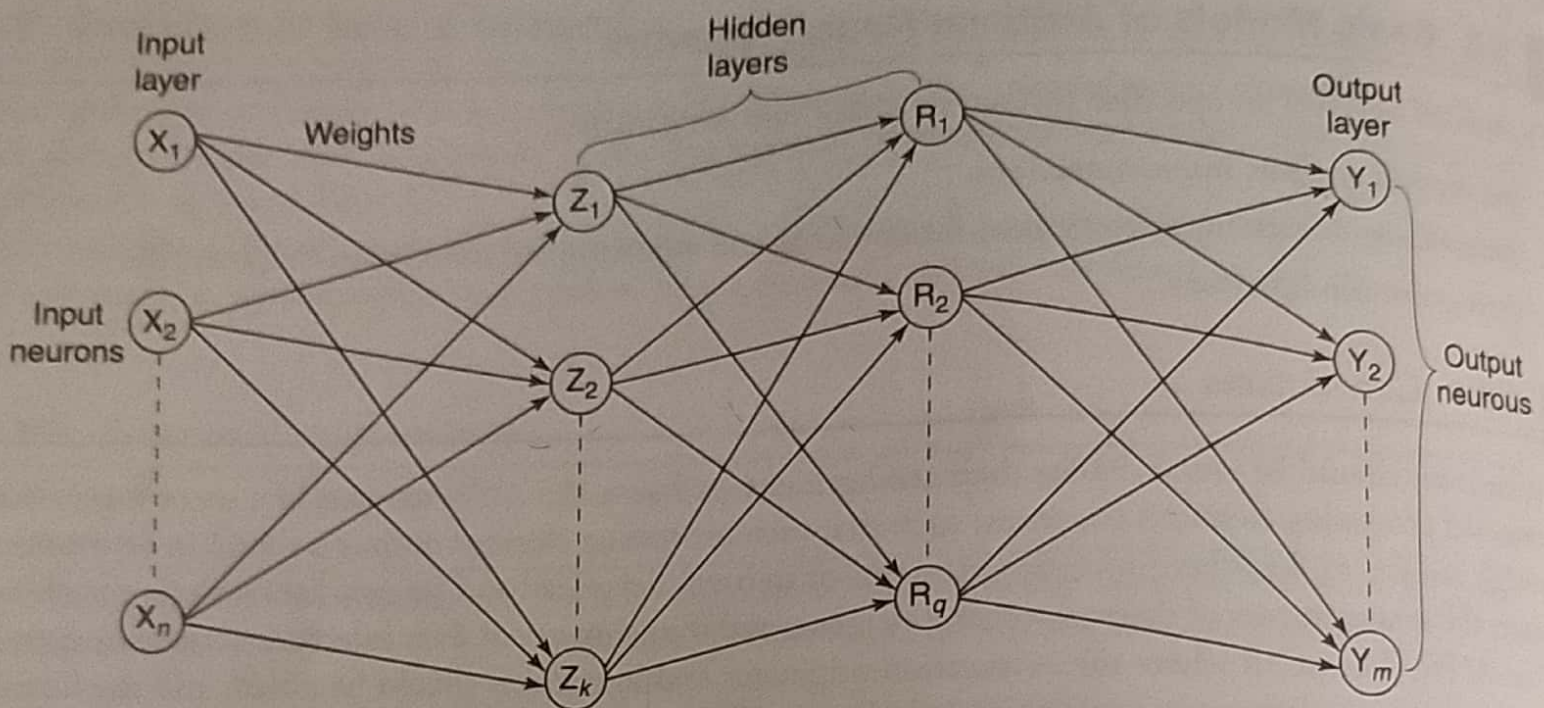 Input
layer
Hidden
layers
Output
layer
Weights
X1
Z1
R1
Y1
Input
neurons
X2
Z2
R2
Y2
Output
neurous
Xn
Zk
Rq
Ym